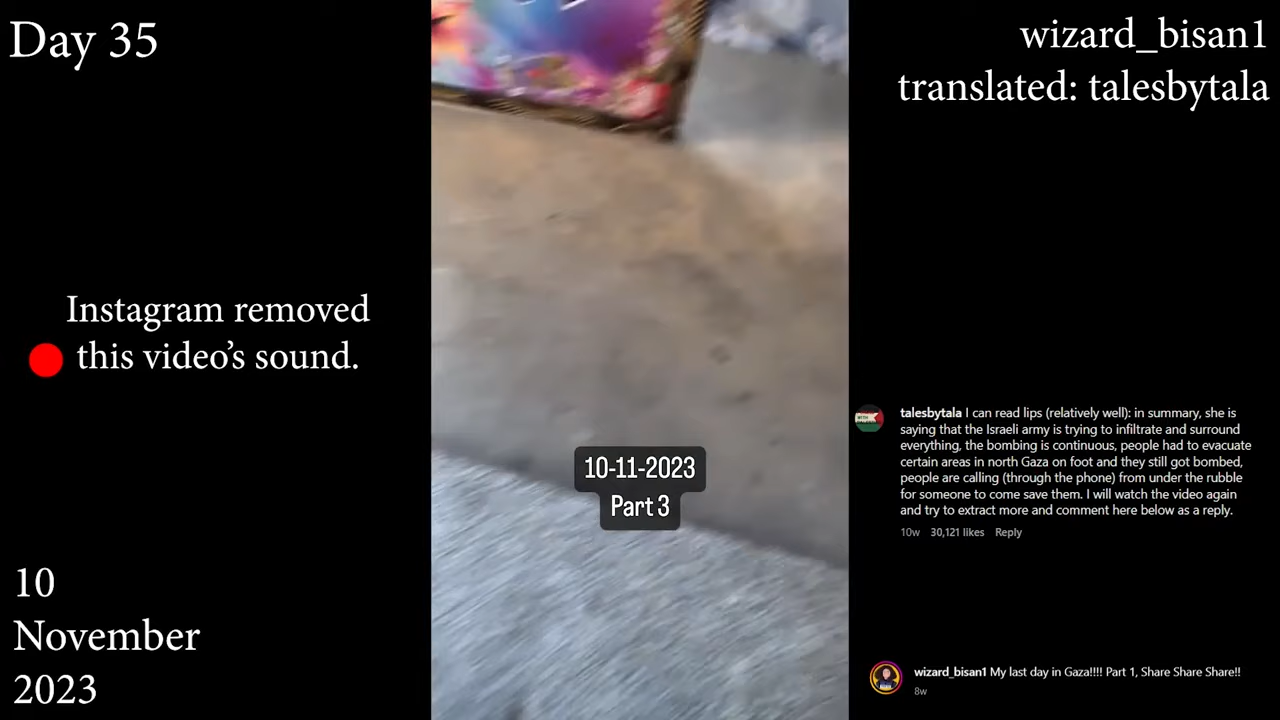 Day 35
wizard_bisan1
translated: talesbytala
Instagram removed
this video’s sound.
10-11-2023
Part 3
talesbytala I can read lips (relatively well): in summary, she is
saying that the Israeli army is trying to infiltrate and surround
everything, the bombing is continuous, people had to evacuate
certain areas in north Gaza on foot and they still got bombed,
people are calling (through the phone) from under the rubble
for someone to come save them. I will watch the video again
and try to extract more and comment here below as a reply.
10w 30,121 likes Reply
10
November
2023
wizard_bisan1 My last day in Gaza!!!! Part 1, Share Share Share!!
8w